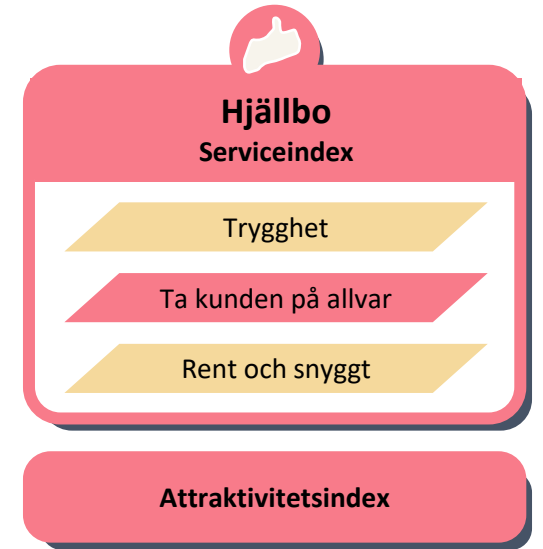 Hjällbo
Serviceindex
Trygghet
Ta kunden på allvar
Rent och snyggt
Attraktivitetsindex